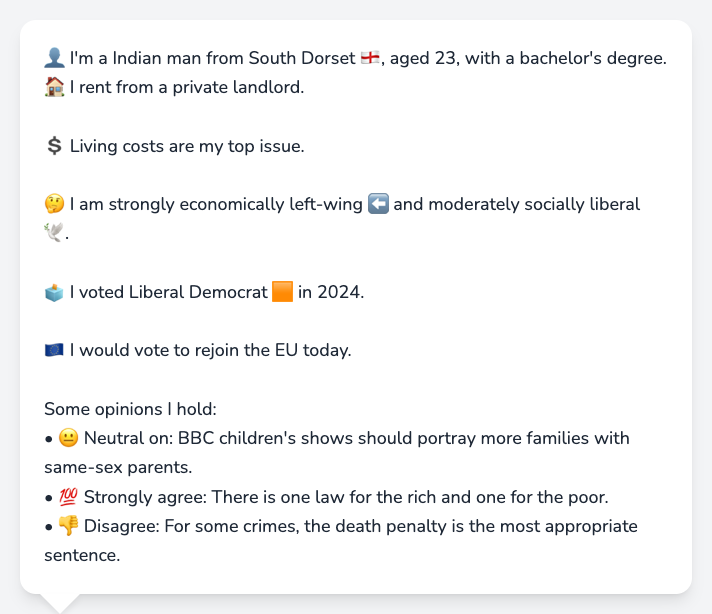 👤 I'm a Indian man from South Dorset 🏴󠁧󠁢󠁥󠁮󠁧󠁿, aged 23, with a bachelor's degree.
🏠 I rent from a private landlord.
💲 Living costs are my top issue.
🤔 I am strongly economically left-wing ⬅️ and moderately socially liberal
🕊️.
🗳️ I voted Liberal Democrat 🟧 in 2024.
🇪🇺 I would vote to rejoin the EU today.
Some opinions I hold:
• 😐 Neutral on: BBC children's shows should portray more families with
same-sex parents.
• 💯 Strongly agree: There is one law for the rich and one for the poor.
• 👎 Disagree: For some crimes, the death penalty is the most appropriate
sentence.